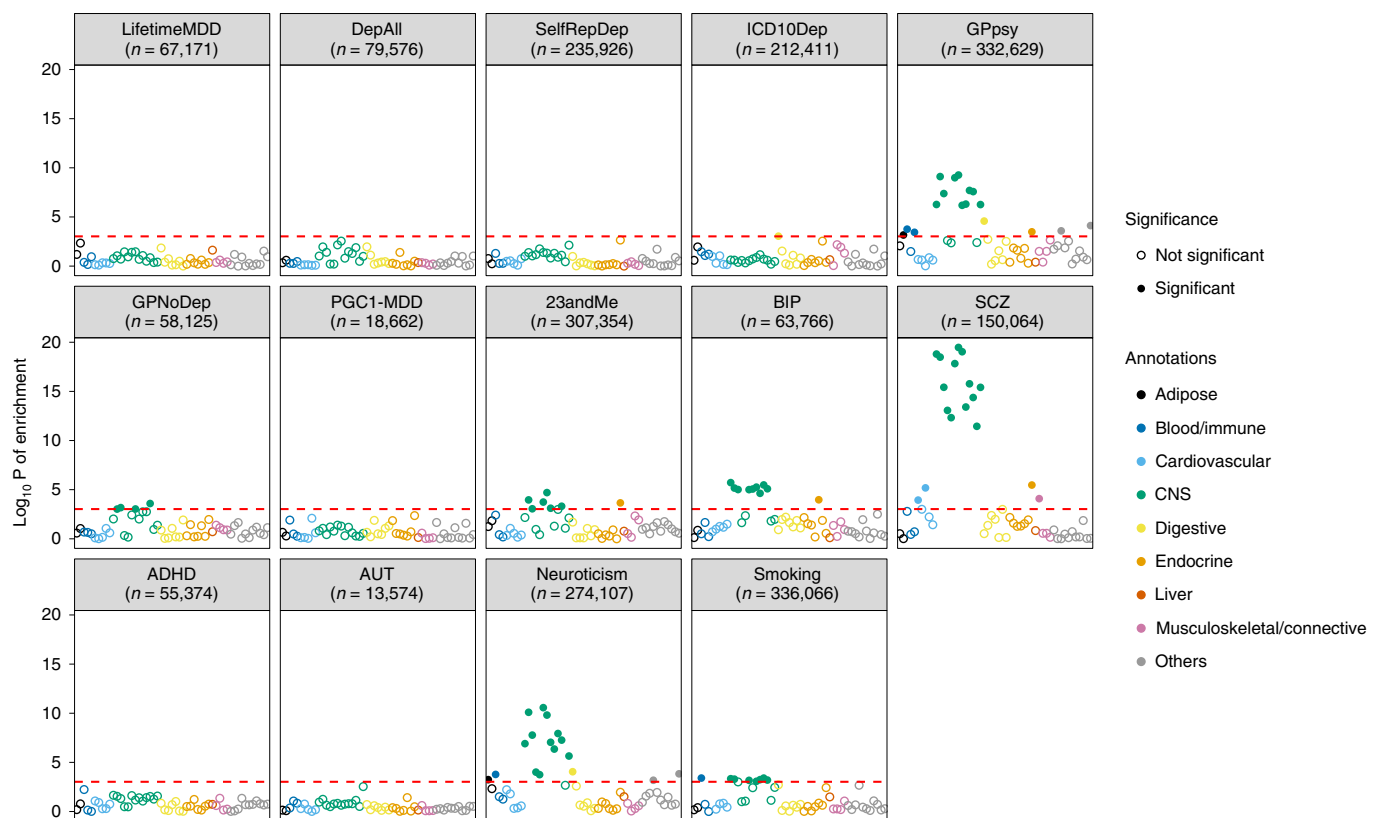 LifetimeMDD
(n = 67,171)
DepAll
(n = 79,576)
SelfRepDep
(n = 235,926)
ICD10Dep
(n = 212,411)
GPpsy
(n = 332,629)
20
15
10
5
0
GPNoDep
(n = 58,125)
PGC1-MDD
(n = 18,662)
23andMe
(n = 307,354)
BIP
(n = 63,766)
SCZ
(n = 150,064)
20
15
10
5
0
Log10 P of enrichment
ADHD
(n = 55,374)
AUT
(n = 13,574)
Neuroticism
(n = 274,107)
Smoking
(n = 336,066)
20
15
10
5
0
Significance
Not significant
Significant
Annotations
Adipose
Blood/immune
Cardiovascular
CNS
Digestive
Endocrine
Liver
Musculoskeletal/connective
Others